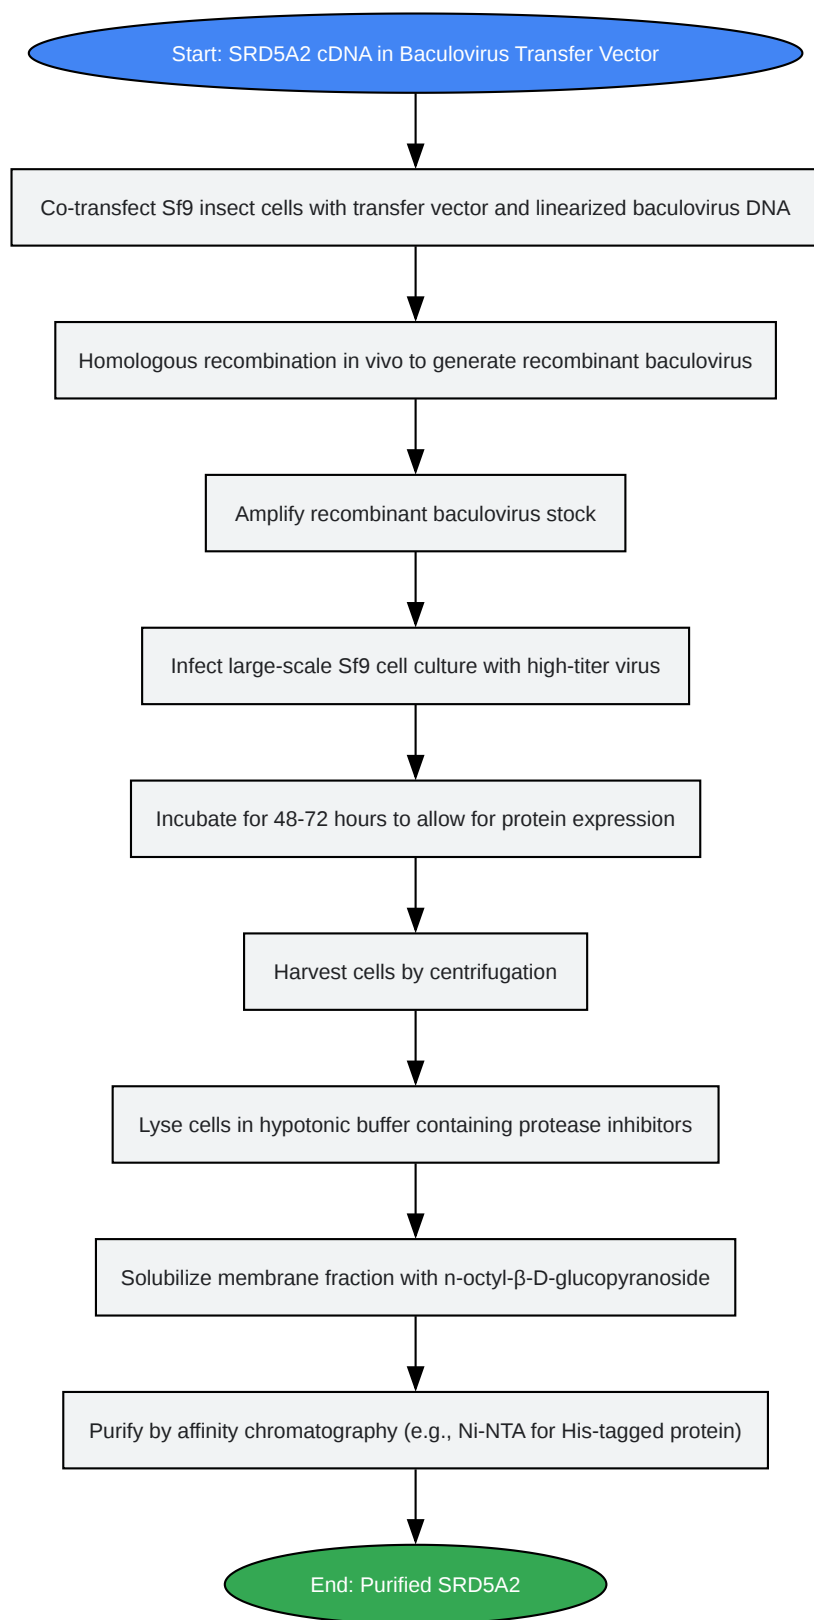 Start: SRD5A2 cDNA in Baculovirus Transfer Vector
Co-transfect Sf9 insect cells with transfer vector and linearized baculovirus DNA
Homologous recombination in vivo to generate recombinant baculovirus
Amplify recombinant baculovirus stock
Infect large-scale Sf9 cell culture with high-titer virus
Incubate for 48-72 hours to allow for protein expression
Harvest cells by centrifugation
Lyse cells in hypotonic buffer containing protease inhibitors
Solubilize membrane fraction with n-octyl-β-D-glucopyranoside
Purify by affinity chromatography (e.g., Ni-NTA for His-tagged protein)
End: Purified SRD5A2